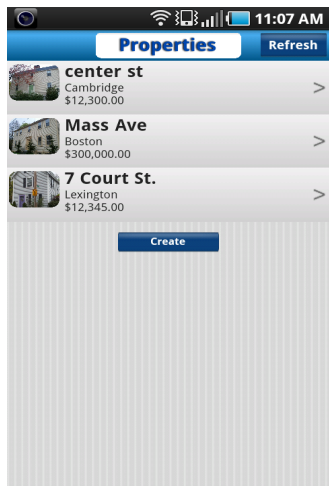 11:07 AM
Properties
Refresh
center st
Cambridge
$12,300.00
Mass Ave
Boston
$300,000.00
7 Court St.
Lexington
$12,345.00
Create